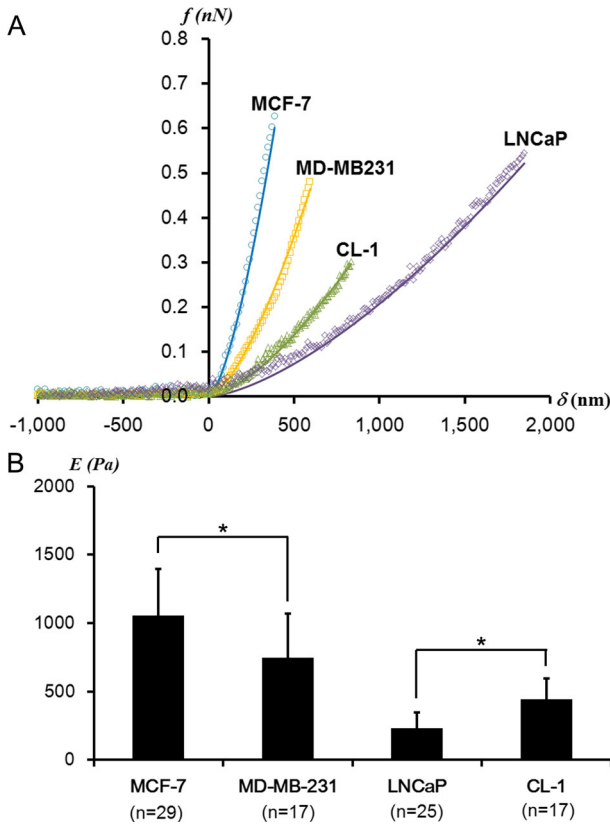 A
f (nN)
0.8
0.7
0.6
0.5
0.4
0.3
0.2
0.1
0.0
MCF-7
MD-MB231
CL-1
LNCaP
-1,000 -500 0 500 1,000 1,500 2,000
δ (nm)
B
E (Pa)
2000
1500
1000
500
0
* *
MCF-7 MD-MB-231 LNCaP CL-1
(n=29) (n=17) (n=25) (n=17)